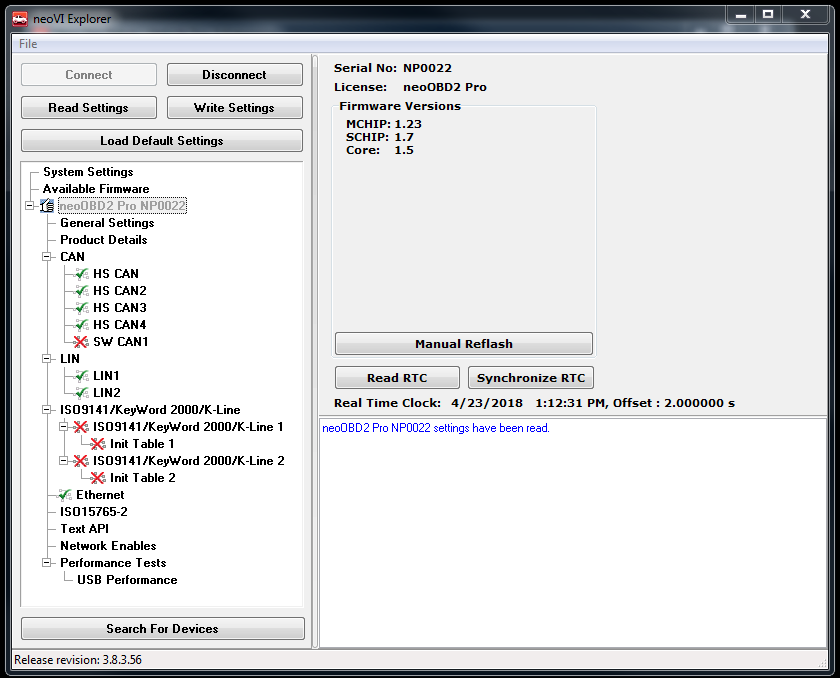 neoVI Explorer
File
Connect
Disconnect
Read Settings
Write Settings
Load Default Settings
System Settings
Available Firmware
neoOBD2 Pro NP0022
General Settings
Product Details
CAN
HS CAN
HS CAN2
HS CAN3
HS CAN4
SW CAN1
LIN
LIN1
LIN2
ISO9141/KeyWord 2000/K-Line
ISO9141/KeyWord 2000/K-Line 1
Init Table 1
ISO9141/KeyWord 2000/K-Line 2
Init Table 2
Ethernet
ISO15765-2
Text API
Network Enables
Performance Tests
USB Performance
Search For Devices
Serial No: NP0022
License: neoOBD2 Pro
Firmware Versions
MCHIP: 1.23
SCHIP: 1.7
Core: 1.5
Manual Reflash
Read RTC
Synchronize RTC
Real Time Clock: 4/23/2018 1:12:31 PM, Offset : 2.000000 s
neoOBD2 Pro NP0022 settings have been read.
Release revision: 3.8.3.56